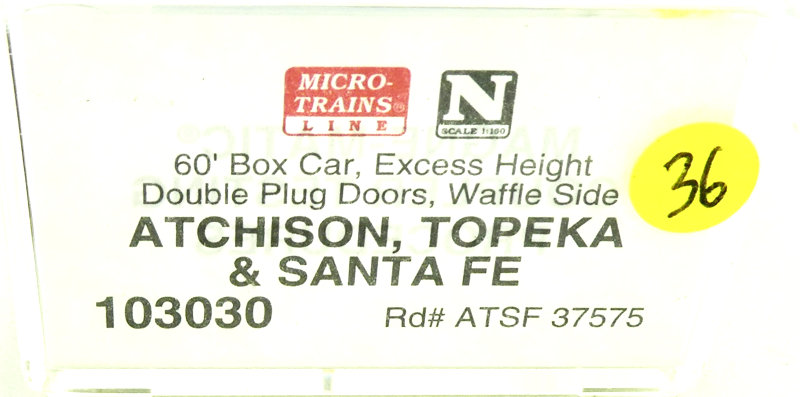 MICRO-
TRAINS®
LINE
N
SCALE 1:160
60' Box Car, Excess Height
Double Plug Doors, Waffle Side
ATCHISON, TOPEKA
& SANTA FE
103030 Rd# ATSF 37575
36